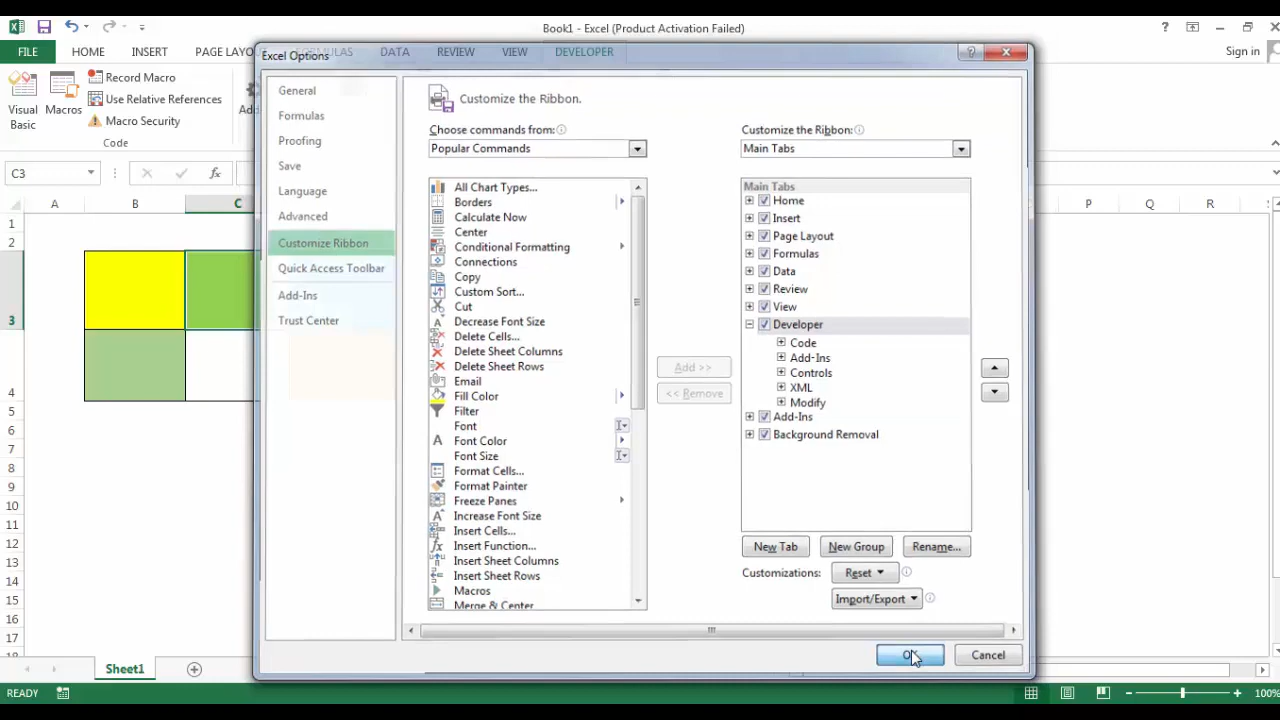 Book1 - Excel (Product Activation Failed)
FILE HOME INSERT PAGE LAYO FORMULAS DATA REVIEW VIEW DEVELOPER Sign in
Visual Basic
Macros
Record Macro
Use Relative References
Macro Security
Code
Add
C3
A B C P Q R
1
2
3
4
5
6
7
8
9
10
11
12
13
14
15
16
17
Excel Options
General
Formulas
Proofing
Save
Language
Advanced
Customize Ribbon
Quick Access Toolbar
Add-Ins
Trust Center
Customize the Ribbon.
Choose commands from:
Popular Commands
All Chart Types...
Borders
Calculate Now
Center
Conditional Formatting
Connections
Copy
Custom Sort...
Cut
Decrease Font Size
Delete Cells...
Delete Sheet Columns
Delete Sheet Rows
Email
Fill Color
Filter
Font
Font Color
Font Size
Format Cells...
Format Painter
Freeze Panes
Increase Font Size
Insert Cells...
Insert Function...
Insert Sheet Columns
Insert Sheet Rows
Macros
Merge & Center
Add >>
<< Remove
Customize the Ribbon:
Main Tabs
Main Tabs
Home
Insert
Page Layout
Formulas
Data
Review
View
Developer
Code
Add-Ins
Controls
XML
Modify
Add-Ins
Background Removal
New Tab New Group Rename...
Customizations: Reset
Import/Export
OK Cancel
Sheet1
READY 100%